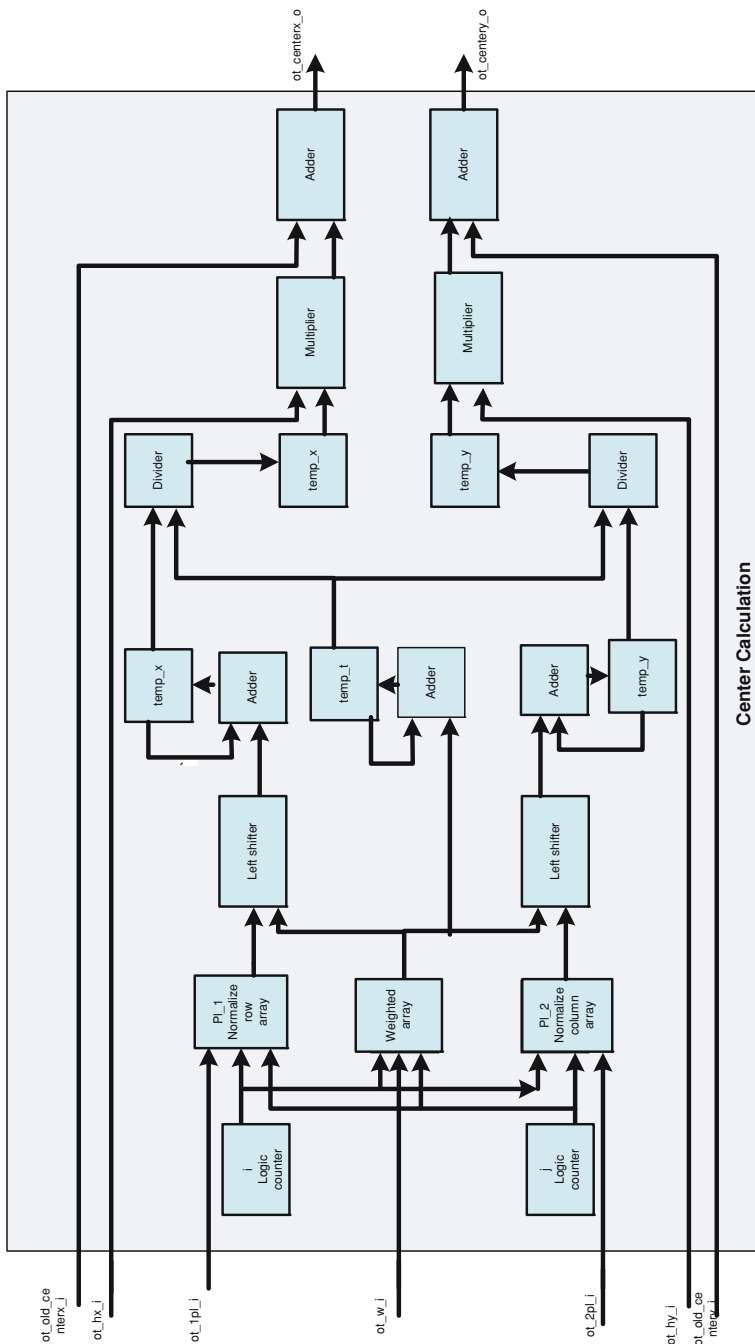 ot_old_ce
nterx_i
ot_hx_i
ot_1pl_i
ot_w_i
ot_2pl_i
ot_hy_i
ot_old_ce
ntery_i
i
Logic
counter
j
Logic
counter
Pl_1
Normalize
row
array
Weighted
array
Pl_2
Normalize
column
array
Left shifter
Left shifter
temp_x
Adder
temp_t
Adder
Adder
temp_y
Divider
temp_x
temp_y
Divider
Multiplier
Multiplier
Adder
Adder
ot_centerx_o
ot_centery_o
Center Calculation